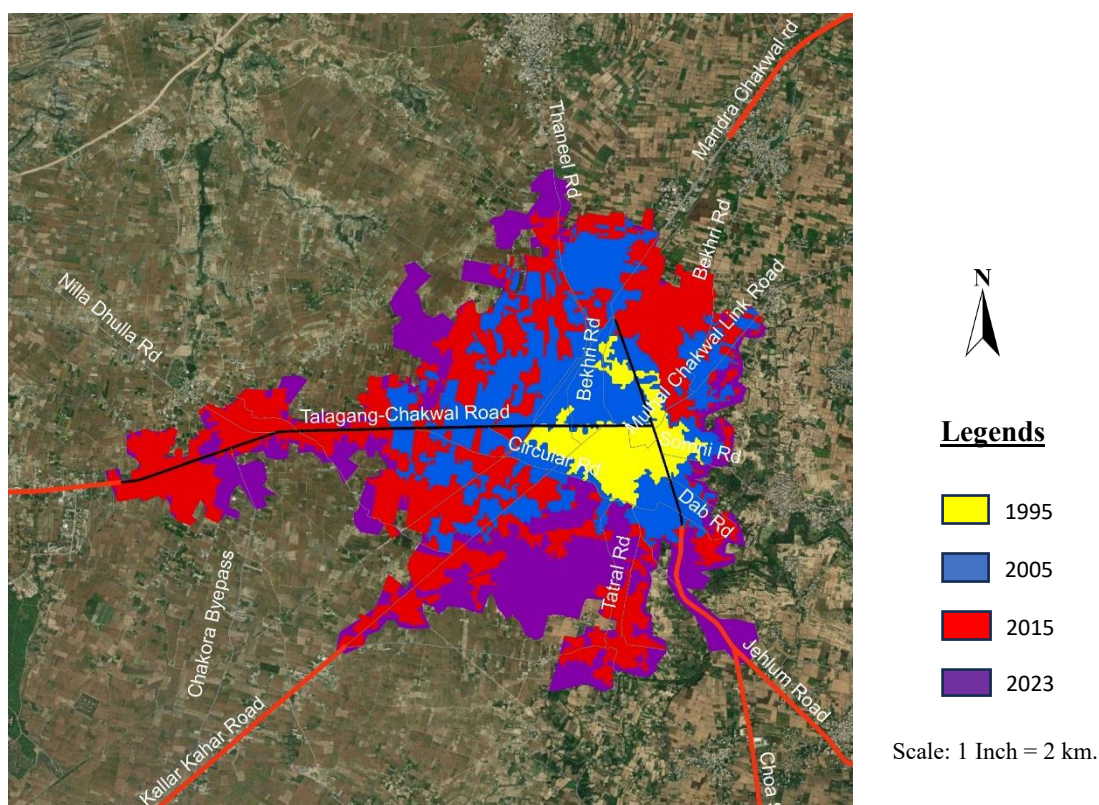 Mandra Chakwal rd
Thaneel Rd
Bekhri Rd
Nilla Dhulla Rd
Mulhal Chakwal Link Road
Bekhri Rd
Talagang-Chakwal Road
Circular Rd
Dab Rd
Tatral Rd
Chakora Byepass
Jehlum Road
Kallar Kahar Road
Choa
N
Legends
1995
2005
2015
2023
Scale: 1 Inch = 2 km.